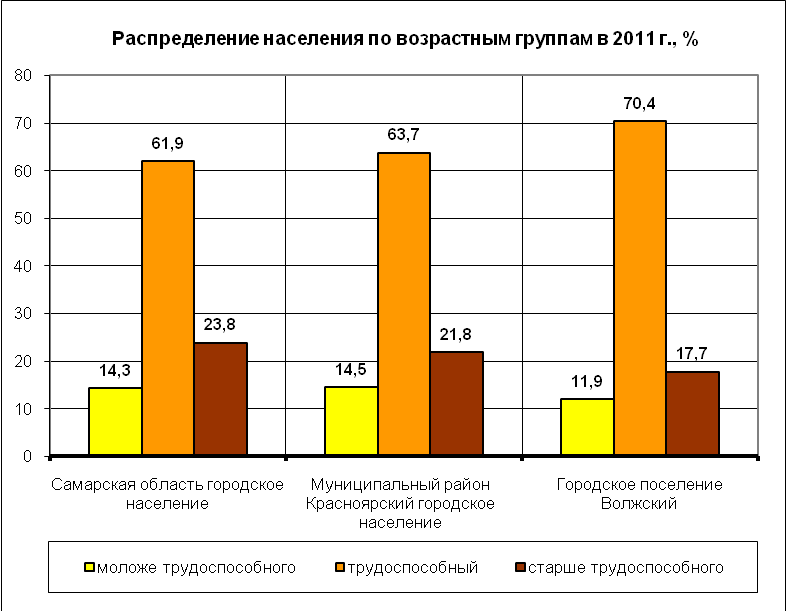 Распределение населения по возрастным группам в 2011 г., %
80
70
60
50
40
30
20
10
0
14,3
61,9
23,8
14,5
63,7
21,8
11,9
70,4
17,7
Самарская область городское
население
Муниципальный район
Красноярский городское
население
Городское поселение
Волжский
моложе трудоспособного
трудоспособный
старше трудоспособного